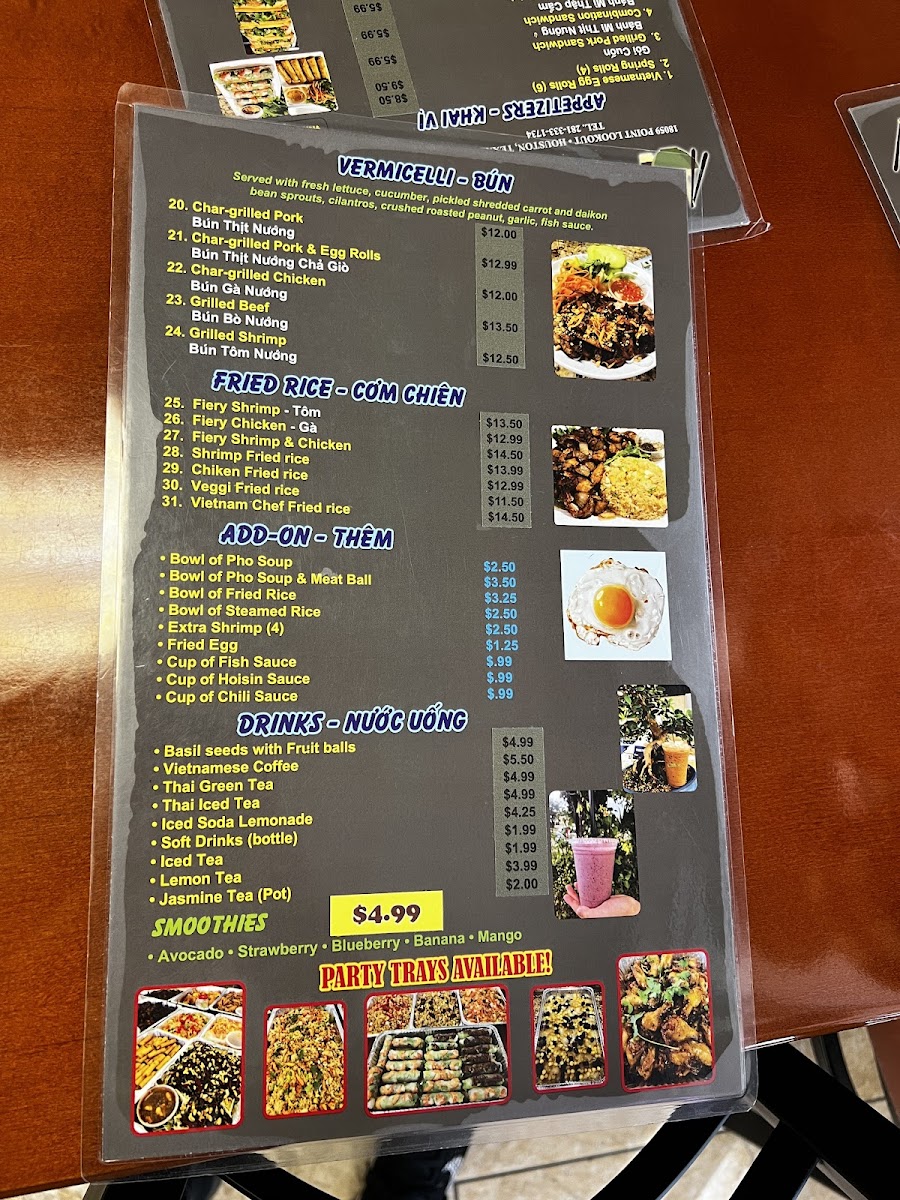 18059 POINT LOOKOUT • HOUSTON,
TEL.. 281-333-1734
APPETIZERS - KHAI VỊ
1. Vietnamese Egg Rolls (6) $8.50
2. Spring Rolls (4) $9.50
Gỏi Cuốn
3. Grilled Pork Sandwich $5.99
Bánh Mì Thịt Nướng
4. Combination Sandwich $5.99
Bánh Mì Thập Cẩm
$5.99
VERMICELLI - BÚN
Served with fresh lettuce, cucumber, pickled shredded carrot and daikon
bean sprouts, cilantros, crushed roasted peanut, garlic, fish sauce.
20. Char-grilled Pork $12.00
Bún Thịt Nướng
21. Char-grilled Pork & Egg Rolls $12.99
Bún Thịt Nướng Chả Giò
22. Char-grilled Chicken $12.00
Bún Gà Nướng
23. Grilled Beef $13.50
Bún Bò Nướng
24. Grilled Shrimp $12.50
Bún Tôm Nướng
FRIED RICE - CƠM CHIÊN
25. Fiery Shrimp - Tôm $13.50
26. Fiery Chicken - Gà $12.99
27. Fiery Shrimp & Chicken $14.50
28. Shrimp Fried rice $13.99
29. Chiken Fried rice $12.99
30. Veggi Fried rice $11.50
31. Vietnam Chef Fried rice $14.50
ADD-ON - THÊM
• Bowl of Pho Soup $2.50
• Bowl of Pho Soup & Meat Ball $3.50
• Bowl of Fried Rice $3.25
• Bowl of Steamed Rice $2.50
• Extra Shrimp (4) $2.50
• Fried Egg $1.25
• Cup of Fish Sauce $.99
• Cup of Hoisin Sauce $.99
• Cup of Chili Sauce $.99
DRINKS - NƯỚC UỐNG
• Basil seeds with Fruit balls $4.99
• Vietnamese Coffee $5.50
• Thai Green Tea $4.99
• Thai Iced Tea $4.99
• Iced Soda Lemonade $4.25
• Soft Drinks (bottle) $1.99
• Iced Tea $1.99
• Lemon Tea $3.99
• Jasmine Tea (Pot) $2.00
SMOOTHIES $4.99
• Avocado • Strawberry • Blueberry • Banana • Mango
PARTY TRAYS AVAILABLE!